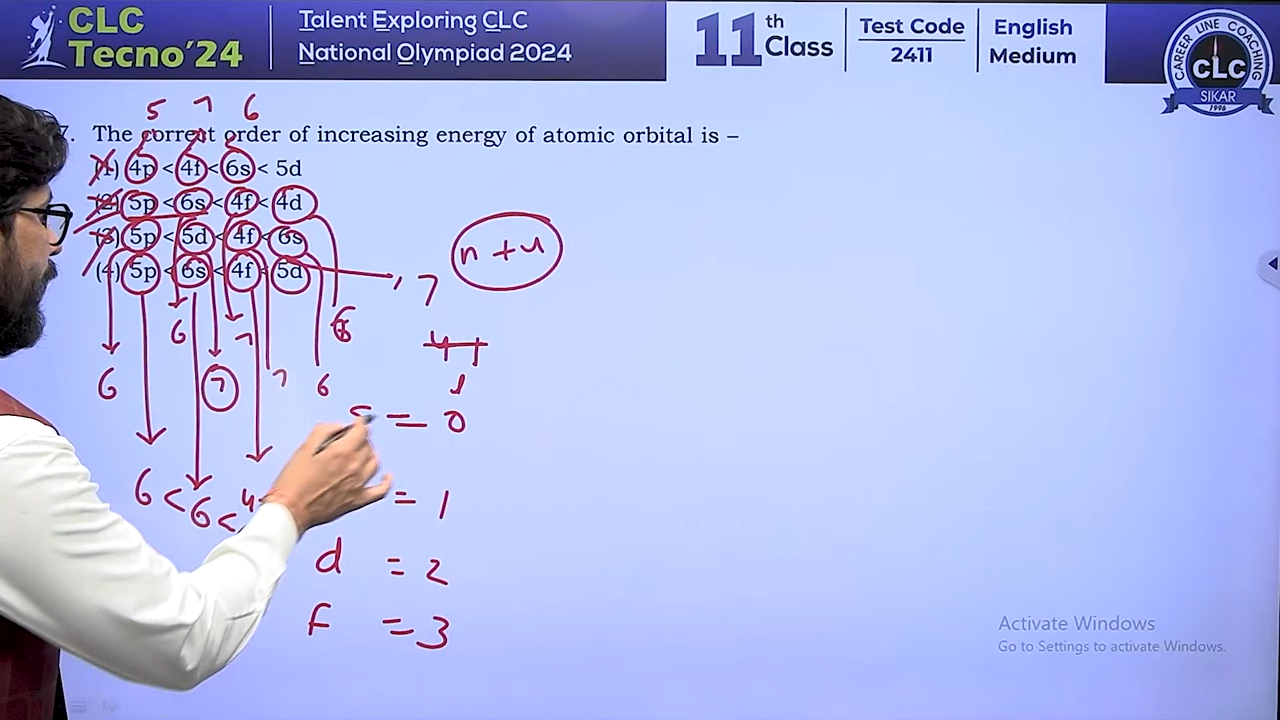 CLC
Tecno'24
Talent Exploring CLC
National Olympiad 2024
11th
Class
Test Code
2411
English
Medium
CAREER LINE COACHING
CLC
SIKAR
1996
5 7 6
7. The correct order of increasing energy of atomic orbital is –
(1) 4p < 4f < 6s < 5d
(2) 5p < 6s < 4f < 4d
(3) 5p < 5d < 4f < 6s
(4) 5p < 6s < 4f < 5d
7
6 7
6 7 7 6
s = 0
6 < 6 < 4
= 1
d = 2
f = 3
Activate Windows
Go to Settings to activate Windows.